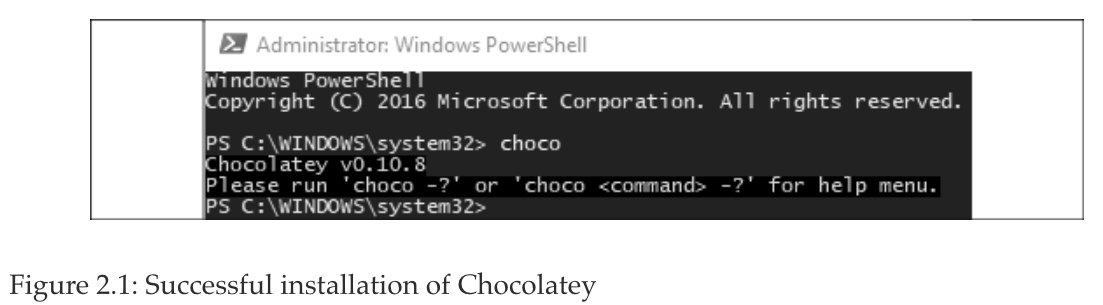 Administrator: Windows PowerShell
Windows PowerShell
Copyright (C) 2016 Microsoft Corporation. All rights reserved.
PS C:\WINDOWS\system32> choco
Chocolatey v0.10.8
Please run 'choco -?' or 'choco <command> -?' for help menu.
PS C:\WINDOWS\system32>
Figure 2.1: Successful installation of Chocolatey